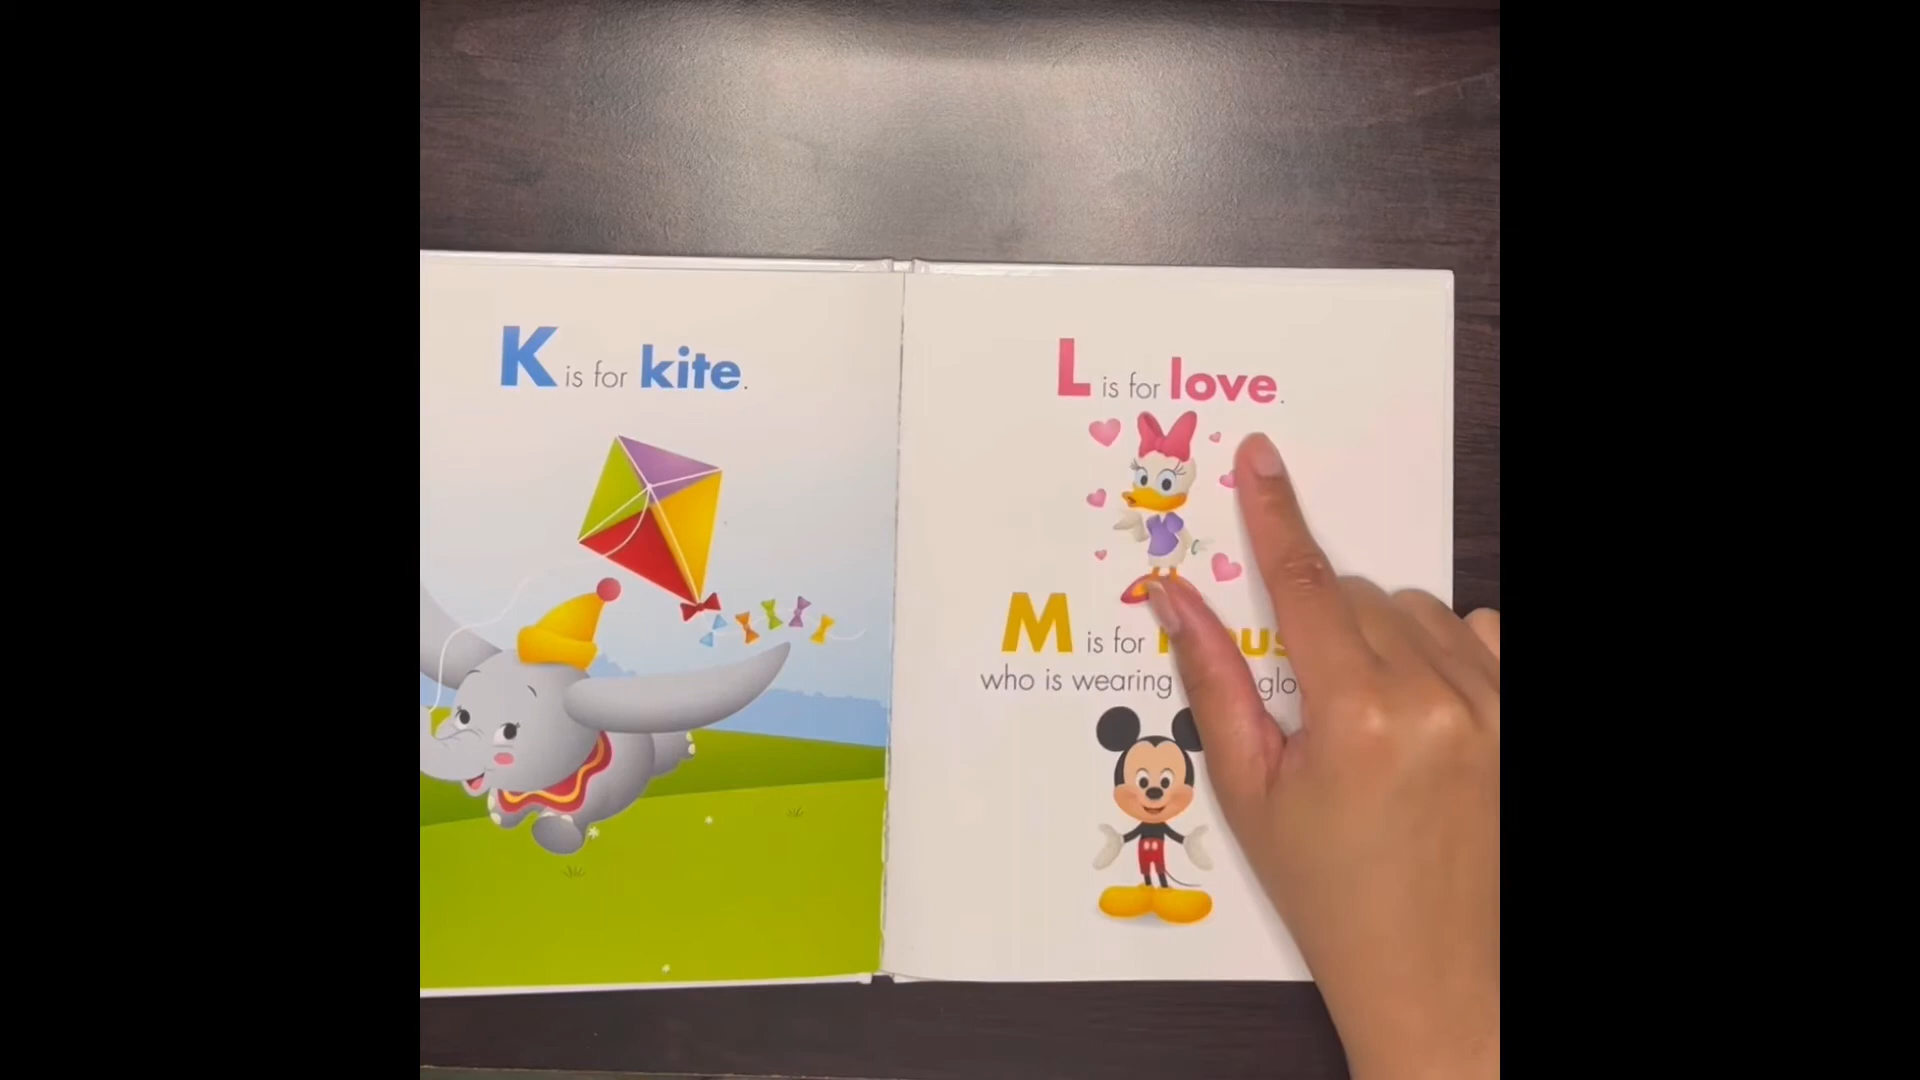 K is for kite.
L is for love.
M is for
who is wearing